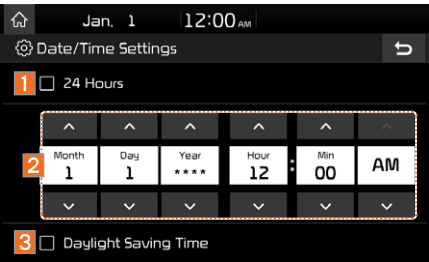 Jan. 1 12:00 AM
Date/Time Settings
1 24 Hours
Month Day Year Hour Min
2 1 1 **** 12 : 00 AM
3 Daylight Saving Time